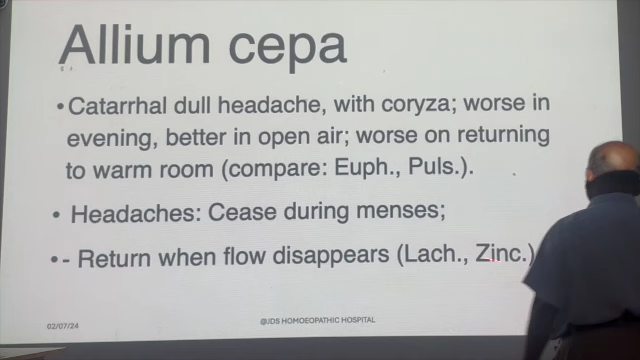 Allium cepa
•Catarrhal dull headache, with coryza; worse in
evening, better in open air; worse on returning
to warm room (compare: Euph., Puls.).
• Headaches: Cease during menses;
•- Return when flow disappears (Lach., Zinc.)
02/07/24
@JDS HOMOEOPATHIC HOSPITAL